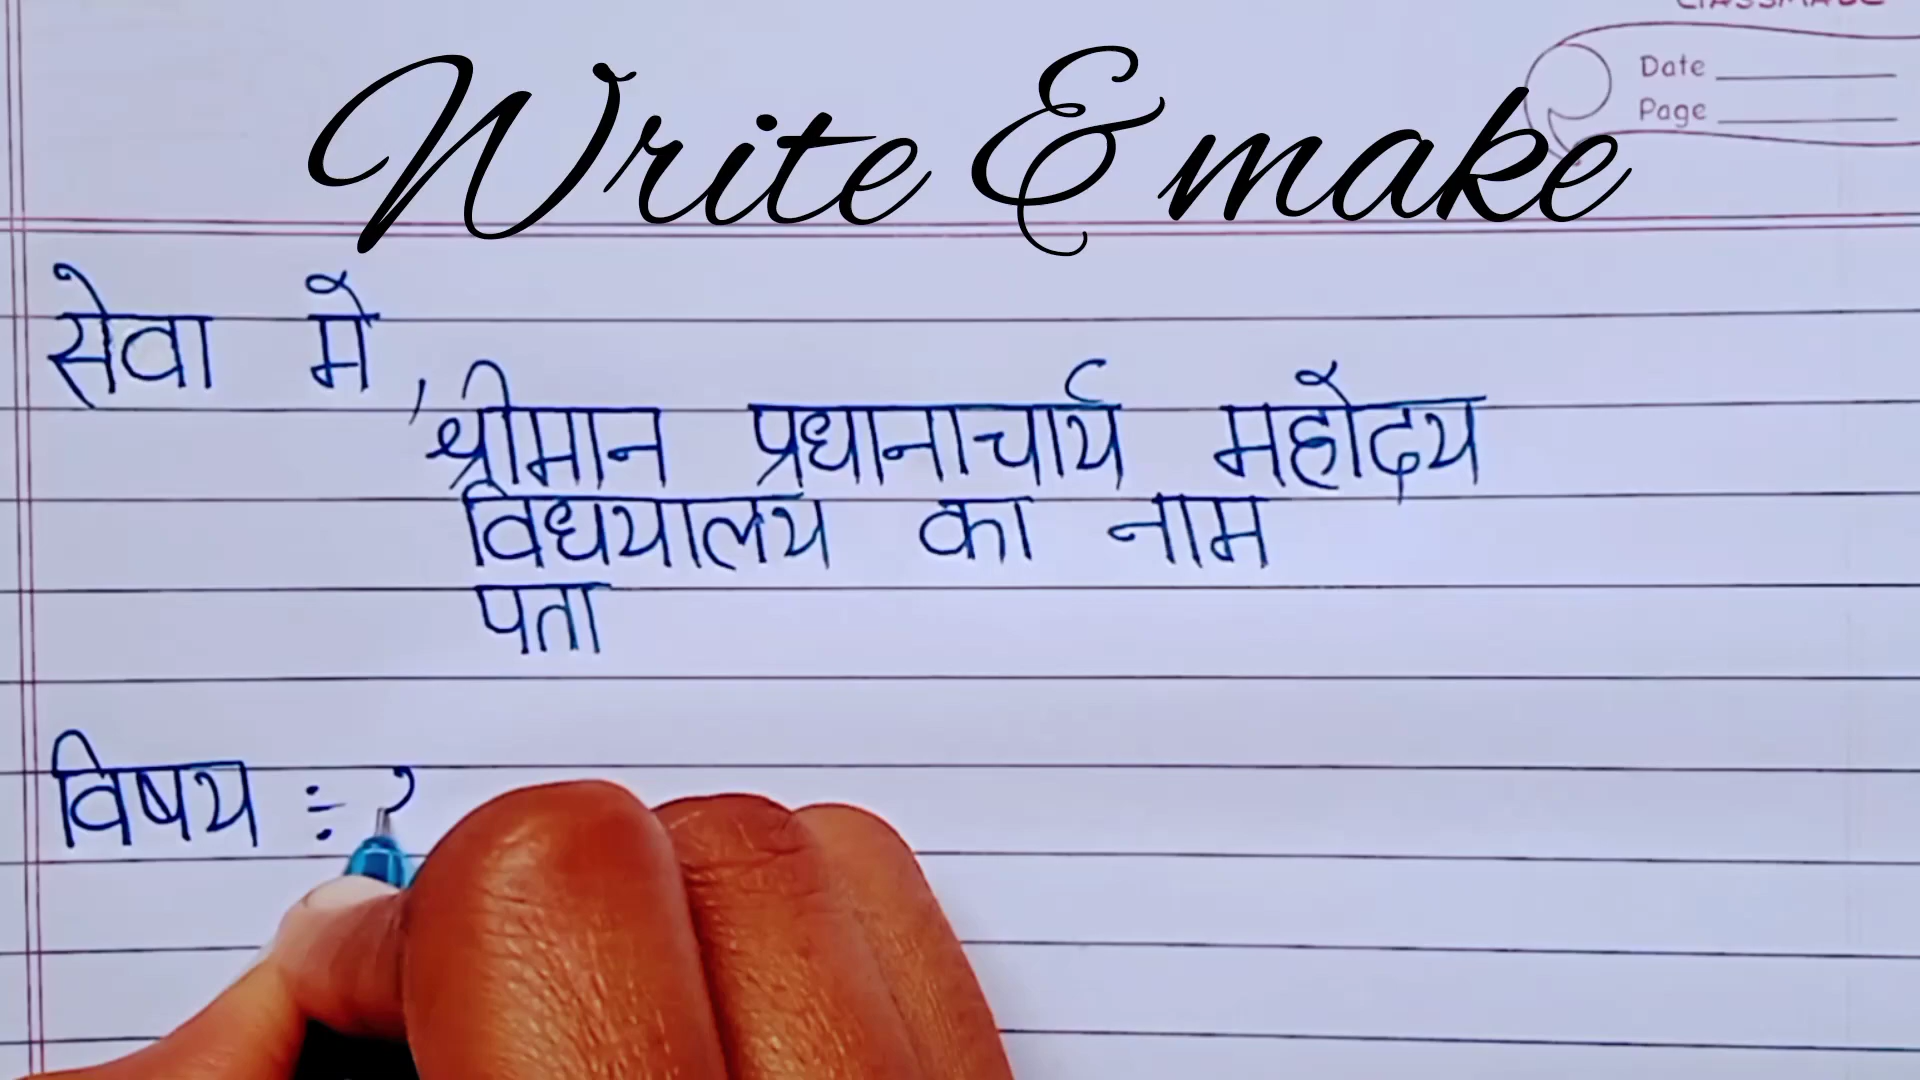 Write & make
Date
Page
सेवा में,
श्रीमान प्रधानाचार्य महोदय
विधयालय का नाम
पता
विषय :-